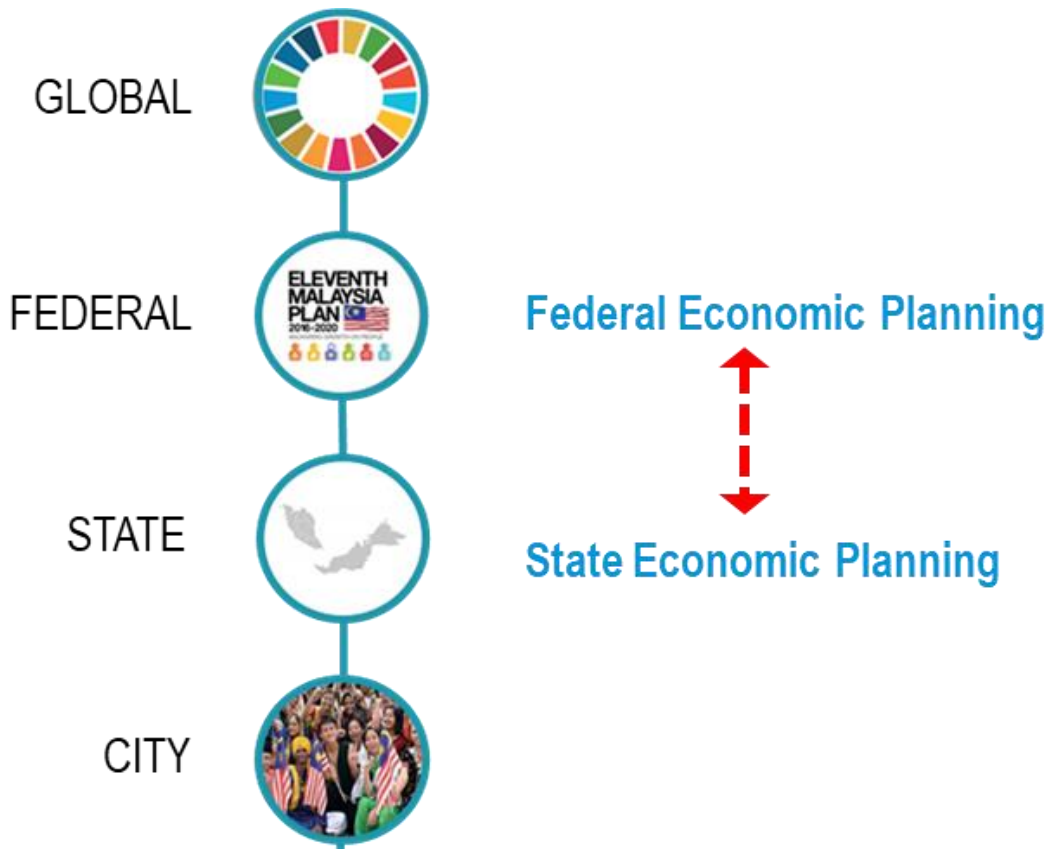 GLOBAL
FEDERAL
ELEVENTH
MALAYSIA
PLAN
2016-2020
Federal Economic Planning
STATE
State Economic Planning
CITY